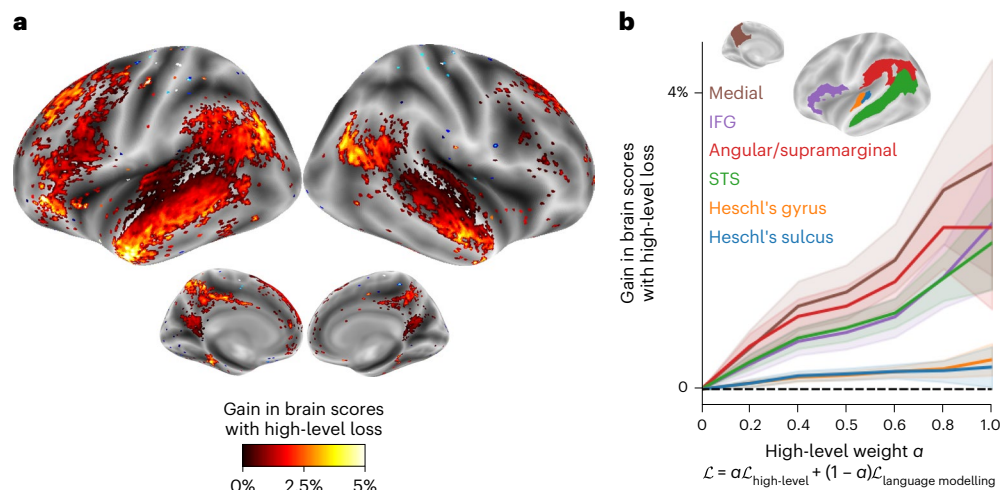 a
b
Gain in brain scores
with high-level loss
0% 2.5% 5%
Gain in brain scores
with high-level loss
4%
0
Medial
IFG
Angular/supramarginal
STS
Heschl's gyrus
Heschl's sulcus
0 0.2 0.4 0.5 0.6 0.8 1.0
High-level weight α
ℒ = αℒhigh-level + (1 – α)ℒlanguage modelling